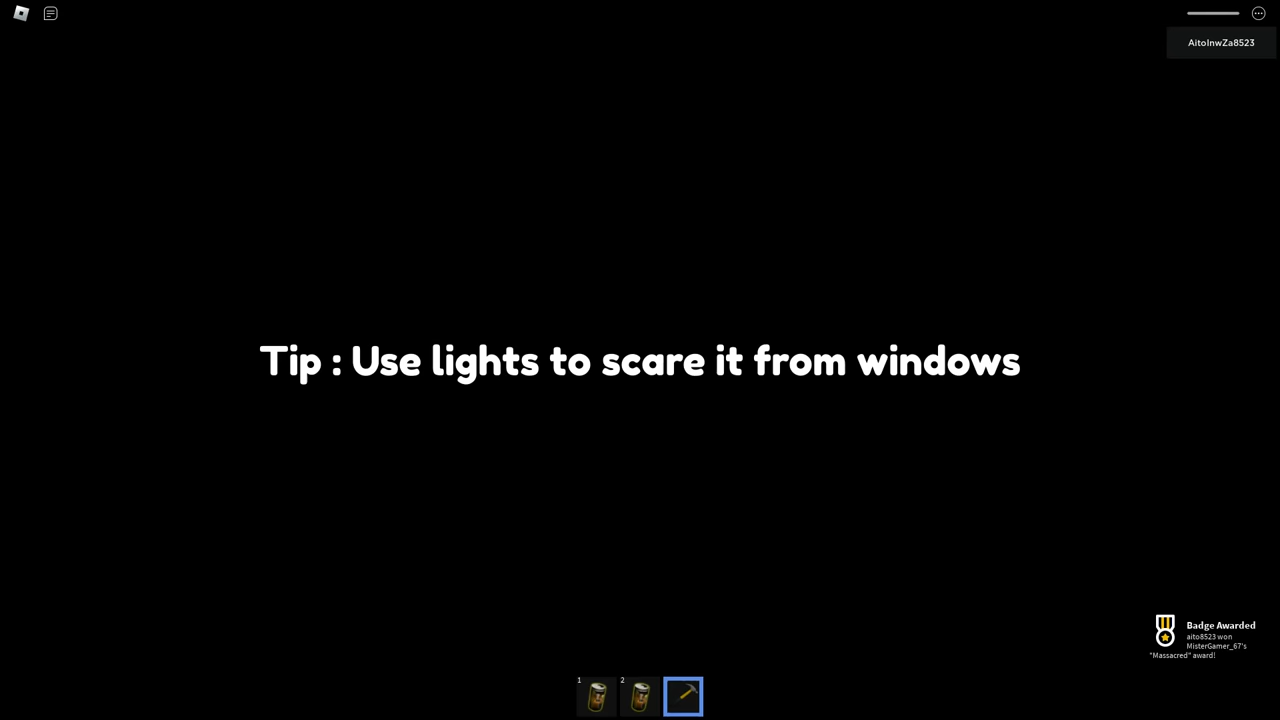 AitoInwZa8523
Tip : Use lights to scare it from windows
Badge Awarded
aito8523 won
MisterGamer_67's
"Massacred" award!
1
2